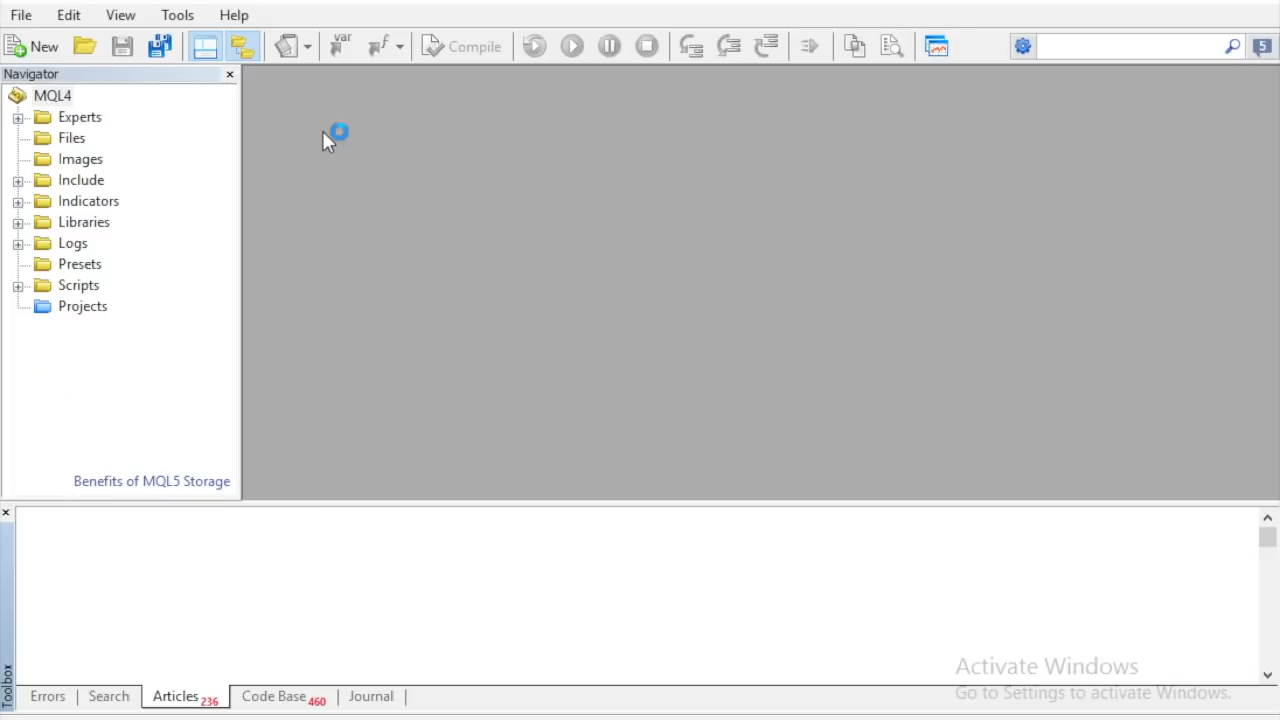 File Edit View Tools Help
New var f Compile 5
Navigator
MQL4
Experts
Files
Images
Include
Indicators
Libraries
Logs
Presets
Scripts
Projects
Benefits of MQL5 Storage
Toolbox
Activate Windows
Go to Settings to activate Windows.
Errors Search Articles 236 Code Base 460 Journal